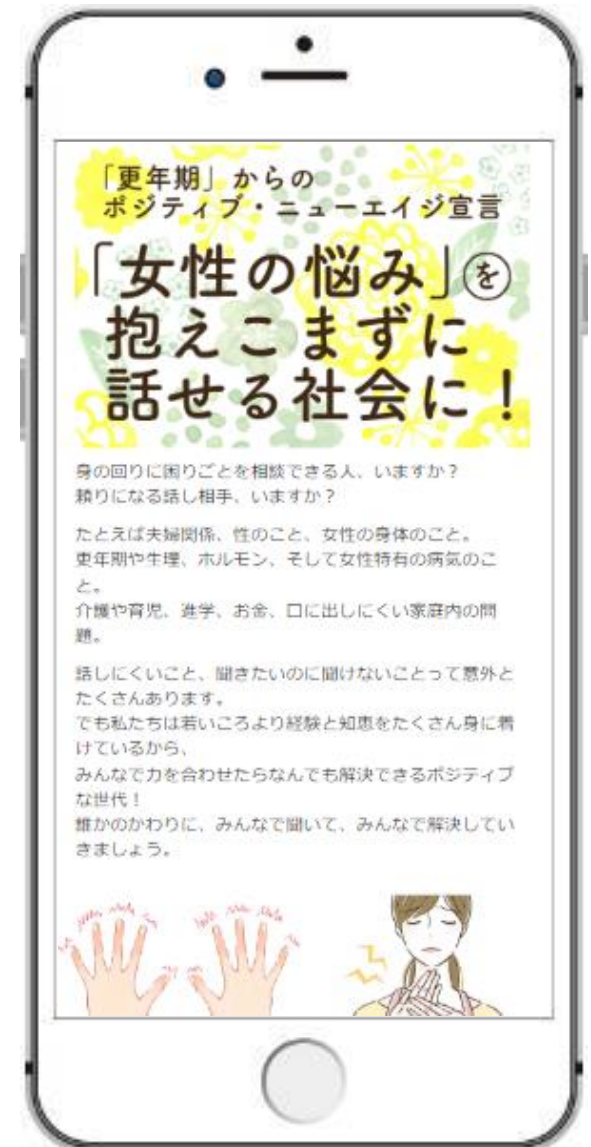 「更年期」からの
ポジティブ・ニューエイジ宣言
「女性の悩み」を
抱えこまずに
話せる社会に！
身の回りに困りごとを相談できる人、いますか？
頼りになる話し相手、いますか？
たとえば夫婦関係、性のこと、女性の身体のこと。
更年期や生理、ホルモン、そして女性特有の病気のこ
と。
介護や育児、進学、お金、口に出しにくい家庭内の問
題。
話しにくいこと、聞きたいのに聞けないことって意外と
たくさんあります。
でも私たちは若いころより経験と知恵をたくさん身に着
けているから、
みんなで力を合わせたらなんでも解決できるポジティブ
な世代！
誰かのかわりに、みんなで聞いて、みんなで解決してい
きましょう。